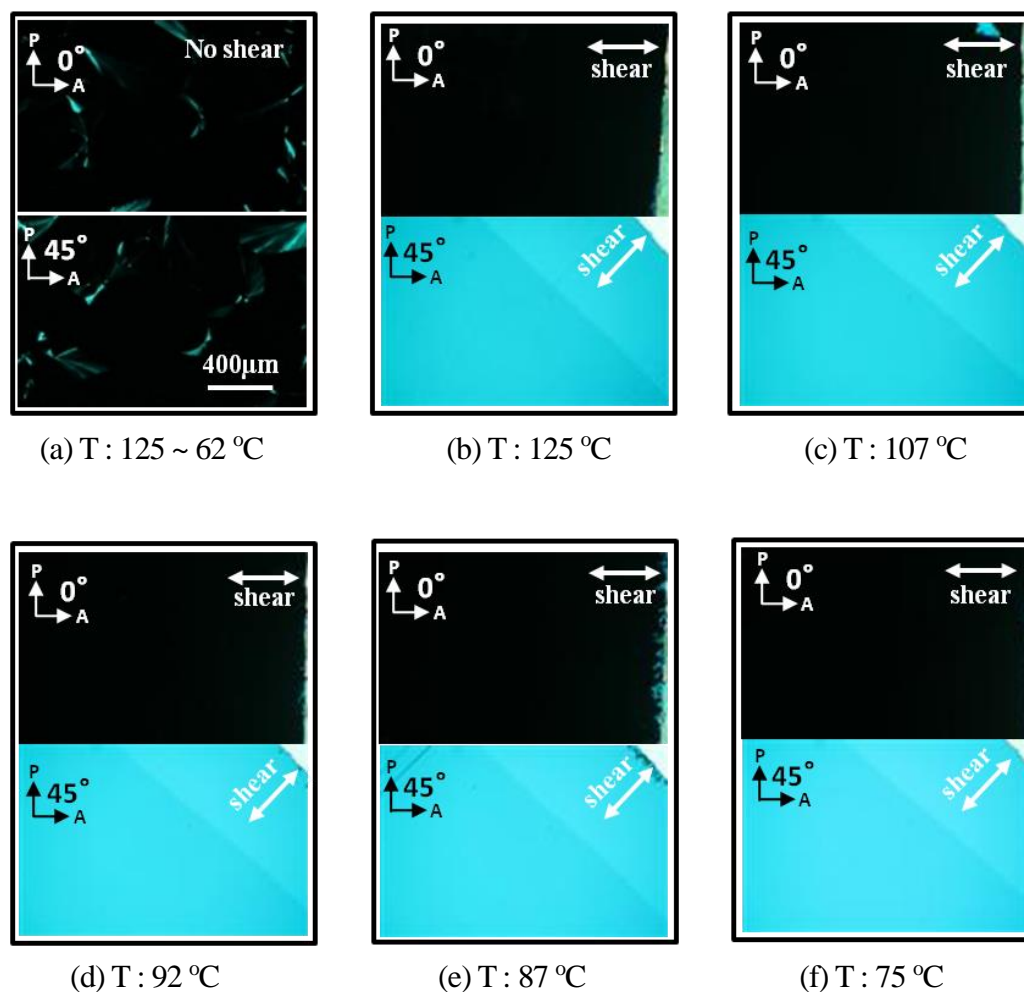 P
0°
A
No shear
P
45°
A
400μm
(a) T : 125 ~ 62 °C
P
0°
A
shear
P
45°
A
shear
(b) T : 125 °C
P
0°
A
shear
P
45°
A
shear
(c) T : 107 °C
P
0°
A
shear
P
45°
A
shear
(d) T : 92 °C
P
0°
A
shear
P
45°
A
shear
(e) T : 87 °C
P
0°
A
shear
P
45°
A
shear
(f) T : 75 °C